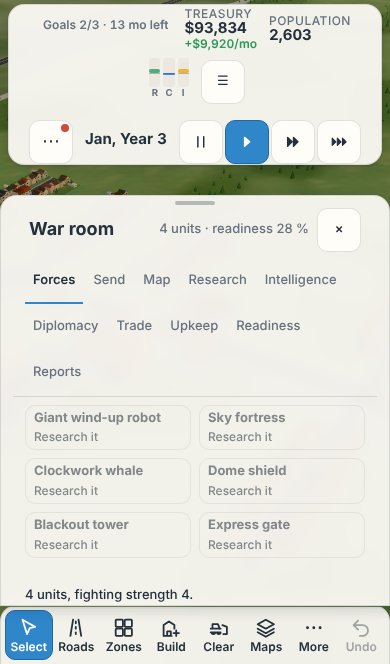 Goals 2/3 · 13 mo left
TREASURY
$93,834
+$9,920/mo
POPULATION
2,603
R C I
Jan, Year 3
War room
4 units · readiness 28 %
Forces Send Map Research Intelligence
Diplomacy Trade Upkeep Readiness
Reports
Giant wind-up robot
Research it
Sky fortress
Research it
Clockwork whale
Research it
Dome shield
Research it
Blackout tower
Research it
Express gate
Research it
4 units, fighting strength 4.
Select Roads Zones Build Clear Maps More Undo